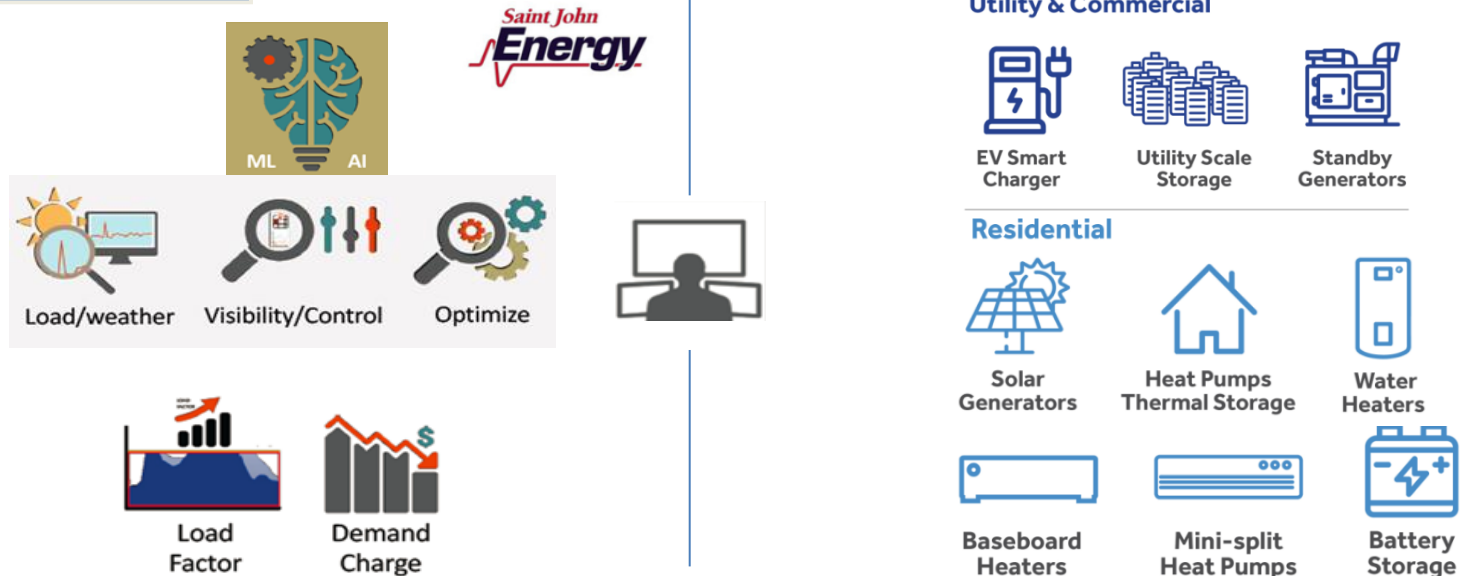 Saint John
Energy
ML AI
Load/weather
Visibility/Control
Optimize
$
Load
Factor
Demand
Charge
Utility & Commercial
EV Smart
Charger
Utility Scale
Storage
Standby
Generators
Residential
Solar
Generators
Heat Pumps
Thermal Storage
Water
Heaters
Baseboard
Heaters
Mini-split
Heat Pumps
Battery
Storage